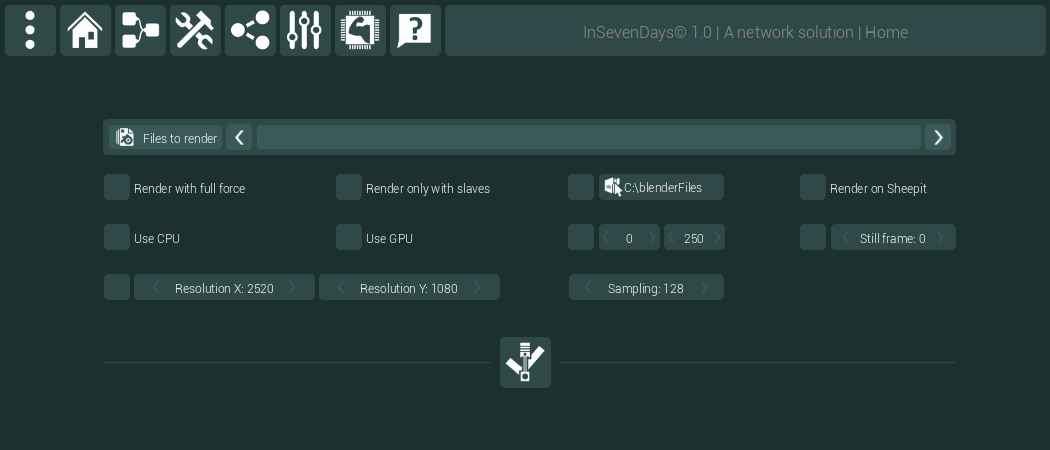 InSevenDays© 1.0 | A network solution | Home
Files to render
Render with full force
Render only with slaves
C:\blenderFiles
Render on Sheepit
Use CPU
Use GPU
0
250
Still frame: 0
Resolution X: 2520
Resolution Y: 1080
Sampling: 128